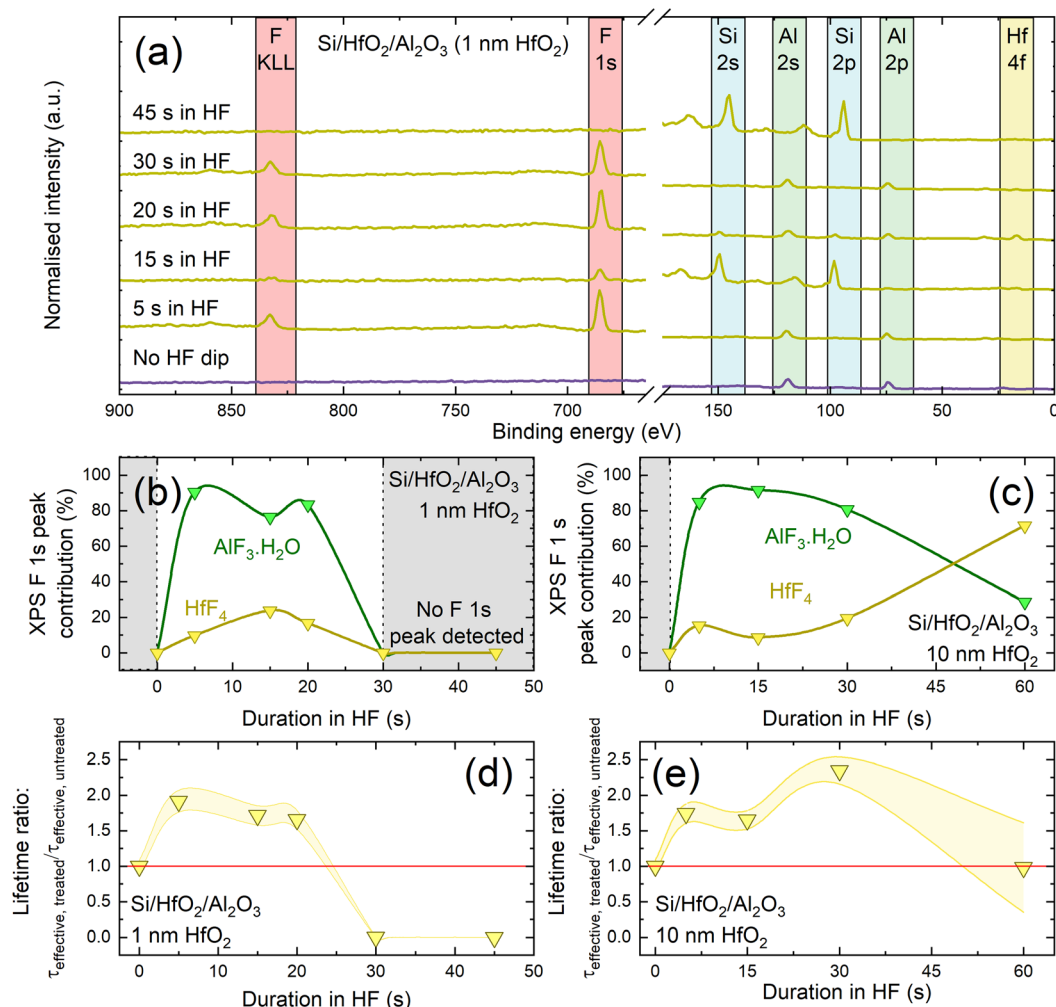 (a)
Si/HfO₂/Al₂O₃ (1 nm HfO₂)
F
KLL
F
1s
Si
2s
Al
2s
Si
2p
Al
2p
Hf
4f
45 s in HF
30 s in HF
20 s in HF
15 s in HF
5 s in HF
No HF dip
Normalised intensity (a.u.)
900 850 800 750 700 150 100 50 0
Binding energy (eV)
(b)
Si/HfO₂/Al₂O₃
1 nm HfO₂
AlF₃.H₂O
HfF₄
No F 1s
peak detected
XPS F 1s peak
contribution (%)
100
80
60
40
20
0
0 10 20 30 40 50
Duration in HF (s)
(c)
AlF₃.H₂O
HfF₄
Si/HfO₂/Al₂O₃
10 nm HfO₂
XPS F 1 s
peak contribution (%)
100
80
60
40
20
0
0 10 20 30 40 50 60
Duration in HF (s)
(d)
Si/HfO₂/Al₂O₃
1 nm HfO₂
Lifetime ratio:
τeffective, treated/τeffective, untreated
2.5
2.0
1.5
1.0
0.5
0.0
0 10 20 30 40 50
Duration in HF (s)
(e)
Si/HfO₂/Al₂O₃
10 nm HfO₂
Lifetime ratio:
τeffective, treated/τeffective, untreated
2.5
2.0
1.5
1.0
0.5
0.0
0 10 20 30 40 50 60
Duration in HF (s)